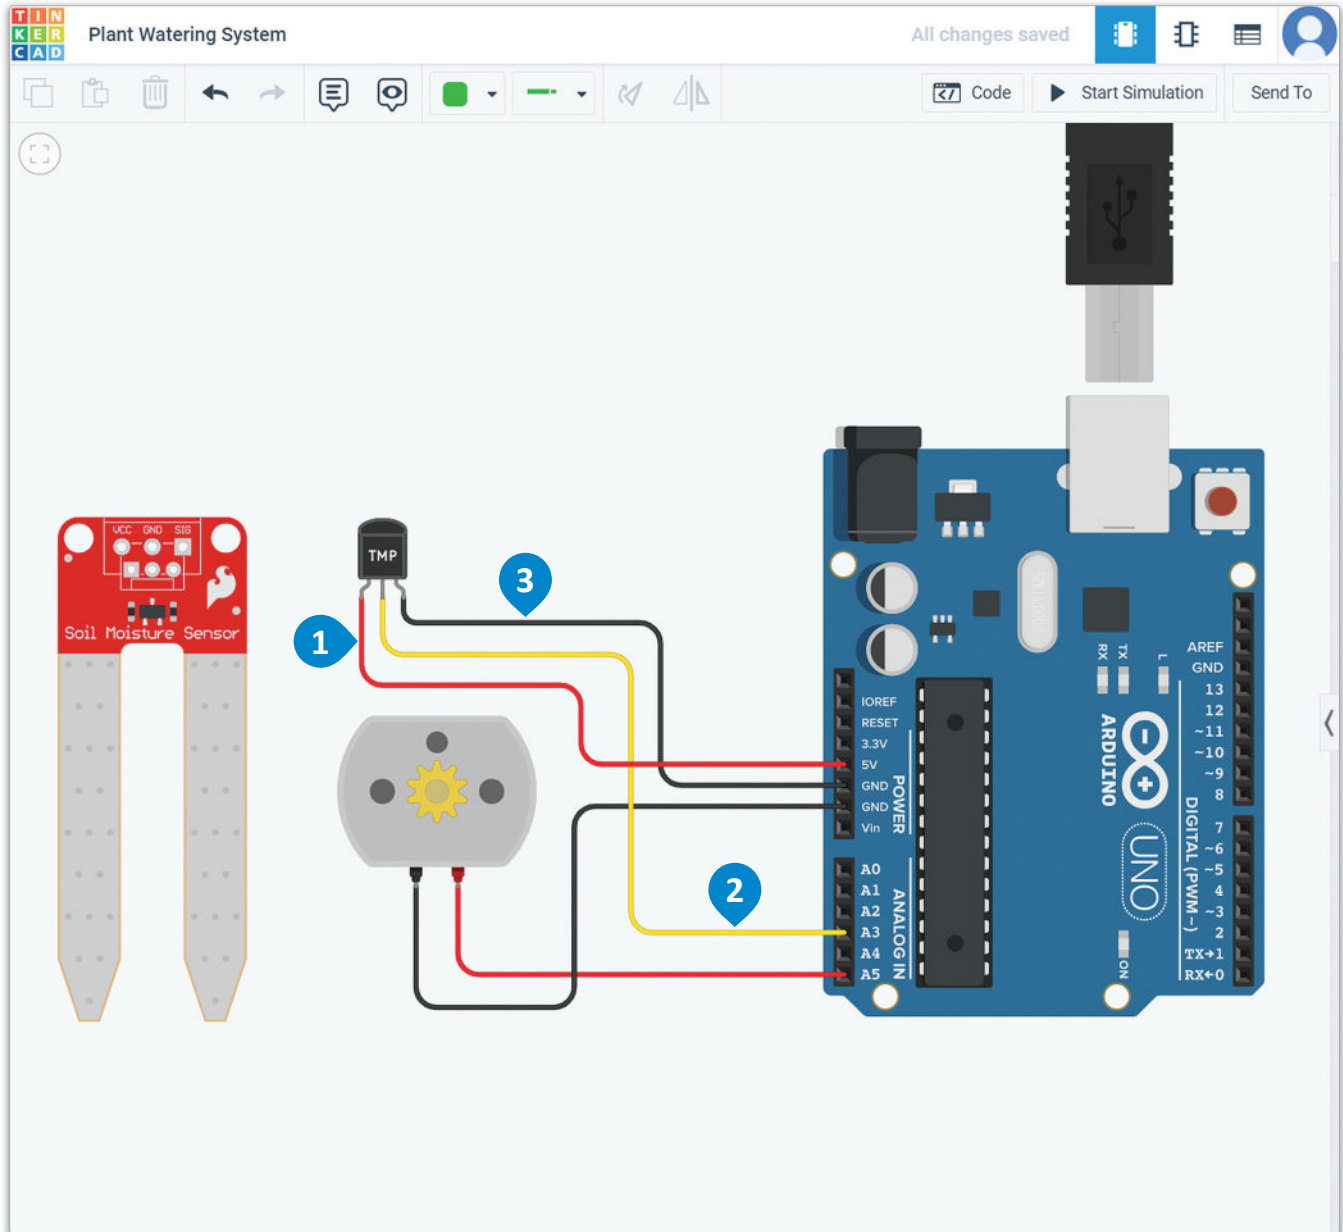 TIN
KER
CAD
Plant Watering System
All changes saved
Code
Start Simulation
Send To
VCC GND SIG
Soil Moisture Sensor
TMP
1
3
2
IOREF
RESET
3.3V
5V
GND
GND
Vin
POWER
A0
A1
A2
A3
A4
A5
ANALOG IN
RX
TX
L
ARDUINO
UNO
ON
AREF
GND
13
12
~11
~10
~9
8
7
~6
~5
4
~3
2
TX→1
RX←0
DIGITAL (PWM~)